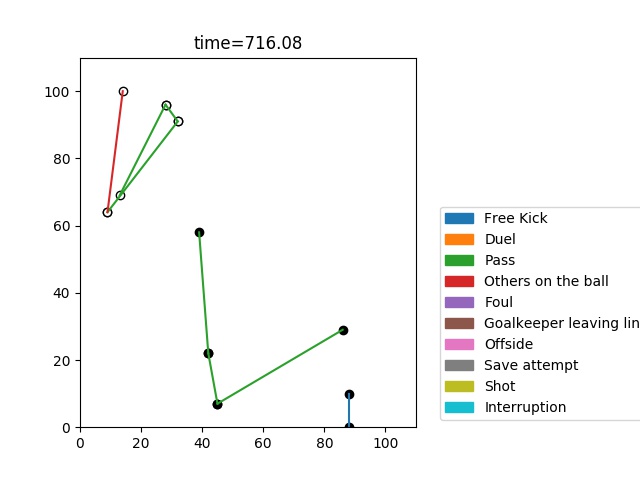 time=716.08
100
80
60
40
20
0
0 20 40 60 80 100
Free Kick
Duel
Pass
Others on the ball
Foul
Goalkeeper leaving lin
Offside
Save attempt
Shot
Interruption